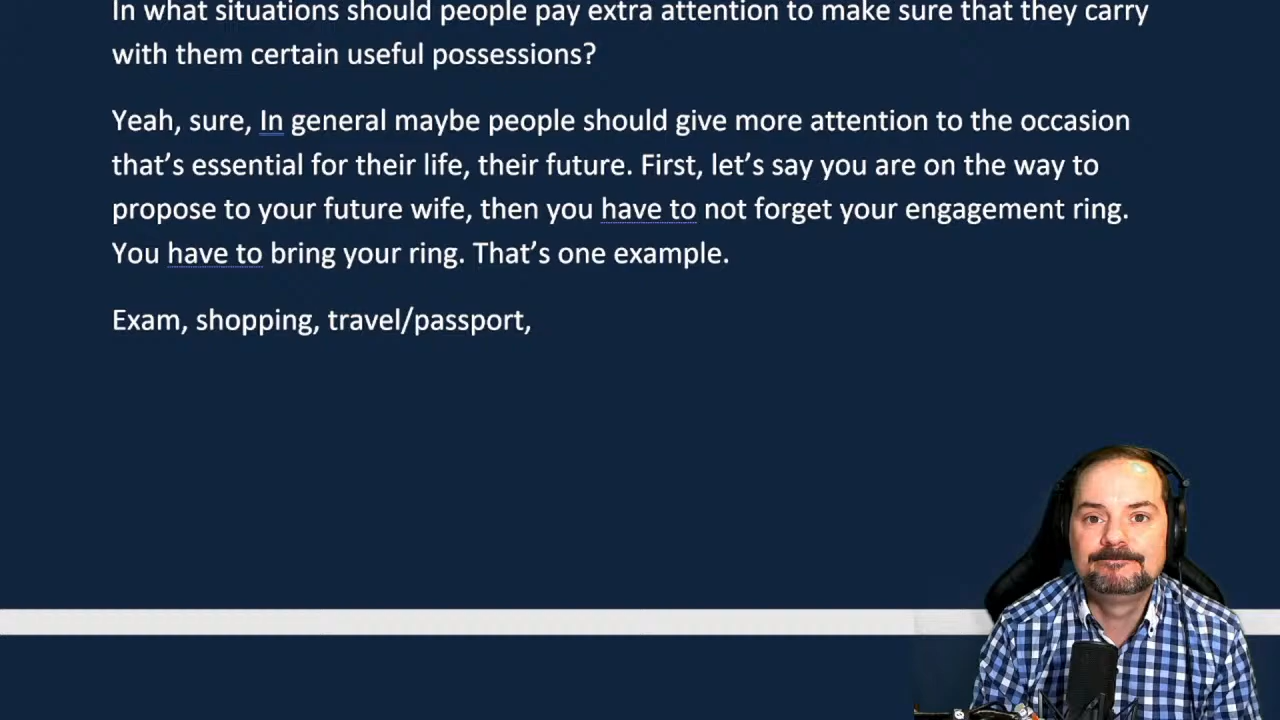 In what situations should people pay extra attention to make sure that they carry
with them certain useful possessions?
Yeah, sure, In general maybe people should give more attention to the occasion
that's essential for their life, their future. First, let's say you are on the way to
propose to your future wife, then you have to not forget your engagement ring.
You have to bring your ring. That's one example.
Exam, shopping, travel/passport,